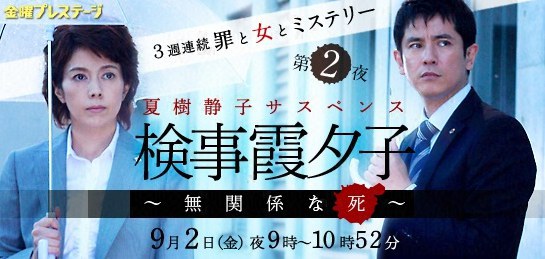 金曜プレステージ
3週連続 罪と女とミステリー
第2夜
夏樹静子サスペンス
検事霞夕子
～無関係な死～
9月2日(金)夜9時～10時52分